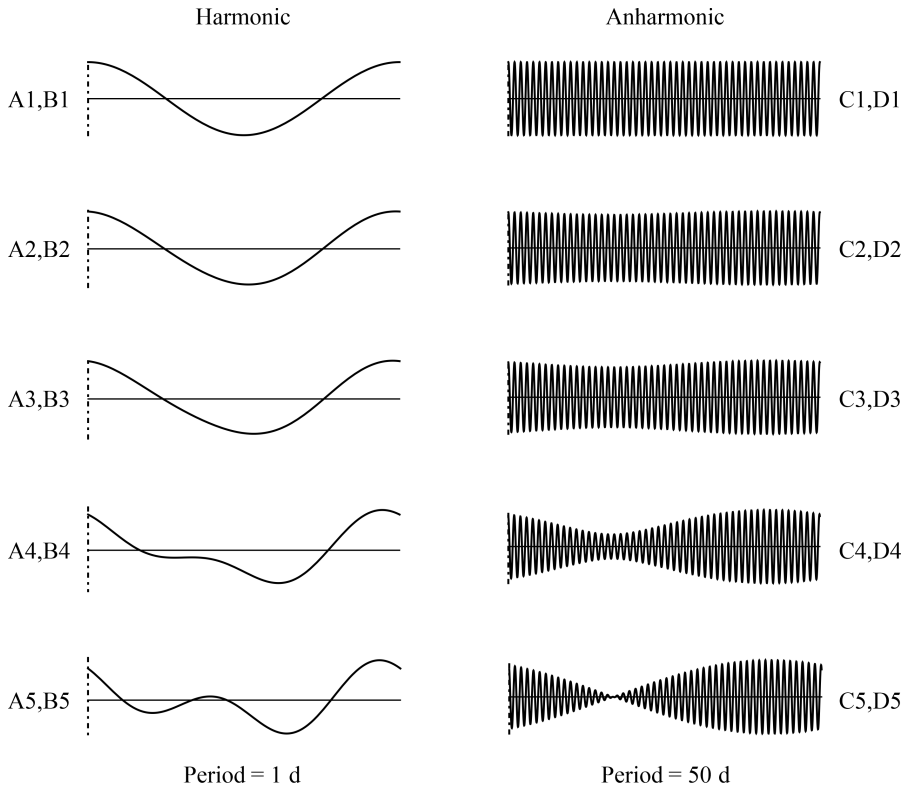 Harmonic Anharmonic
A1,B1 C1,D1
A2,B2 C2,D2
A3,B3 C3,D3
A4,B4 C4,D4
A5,B5 C5,D5
Period = 1 d Period = 50 d